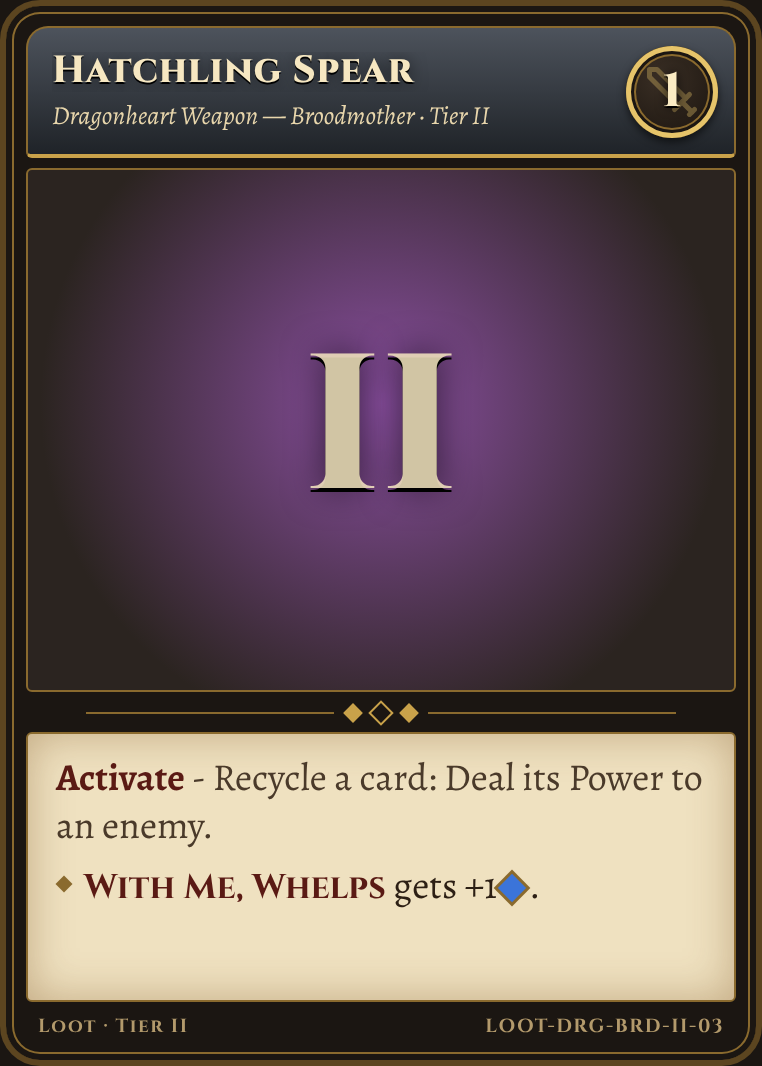 Hatchling Spear
1
Dragonheart Weapon — Broodmother · Tier II
II
Activate - Recycle a card: Deal its Power to
an enemy.
With Me, Whelps gets +1.
Loot · Tier II
LOOT-DRG-BRD-II-03